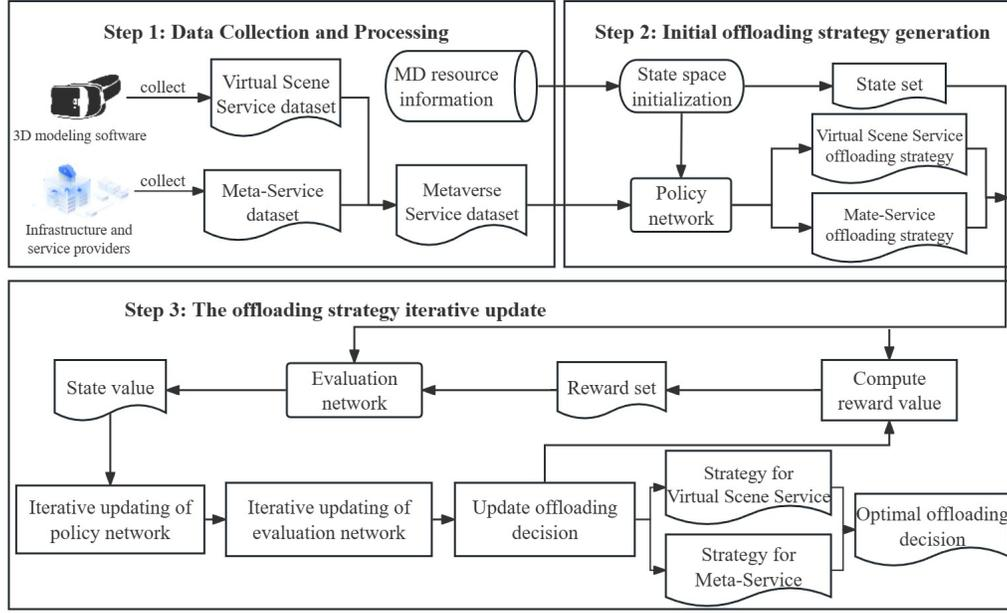 Step 1: Data Collection and Processing
3D modeling software
collect
Virtual Scene
Service dataset
MD resource
information
Infrastructure and
service providers
collect
Meta-Service
dataset
Metaverse
Service dataset
Step 2: Initial offloading strategy generation
State space
initialization
State set
Policy
network
Virtual Scene Service
offloading strategy
Mate-Service
offloading strategy
Step 3: The offloading strategy iterative update
State value
Evaluation
network
Reward set
Compute
reward value
Iterative updating of
policy network
Iterative updating of
evaluation network
Update offloading
decision
Strategy for
Virtual Scene Service
Strategy for
Meta-Service
Optimal offloading
decision